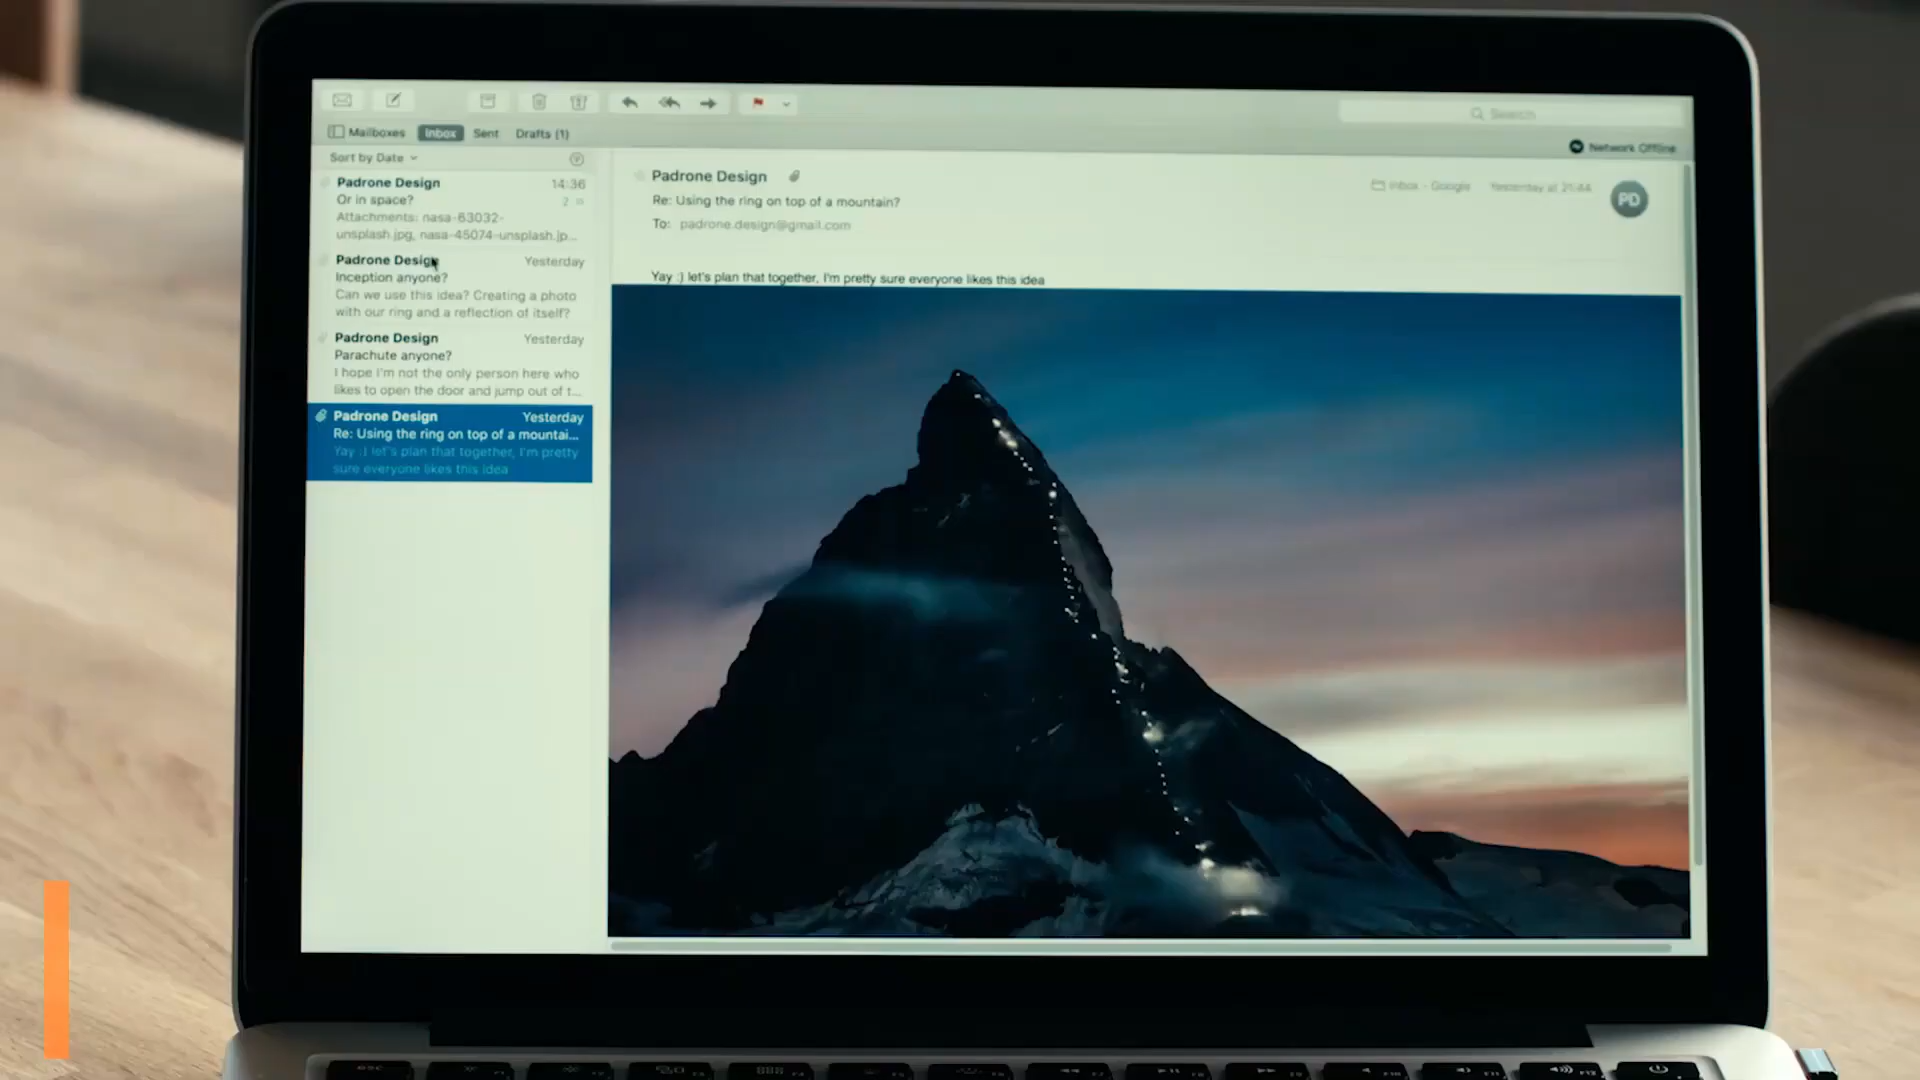 Search
Mailboxes Inbox Sent Drafts (1)
Network Offline
Sort by Date
Padrone Design 14:36
Or in space? 2
Attachments: nasa-63032-
unsplash.jpg, nasa-45074-unsplash.jp...
Padrone Design Yesterday
Inception anyone?
Can we use this idea? Creating a photo
with our ring and a reflection of itself?
Padrone Design Yesterday
Parachute anyone?
I hope I'm not the only person here who
likes to open the door and jump out of t...
Padrone Design Yesterday
Re: Using the ring on top of a mountai...
Yay :) let's plan that together, I'm pretty
sure everyone likes this idea
Padrone Design
Inbox - Google Yesterday at 21:44
PD
Re: Using the ring on top of a mountain?
To: padrone.design@gmail.com
Yay :) let's plan that together, I'm pretty sure everyone likes this idea